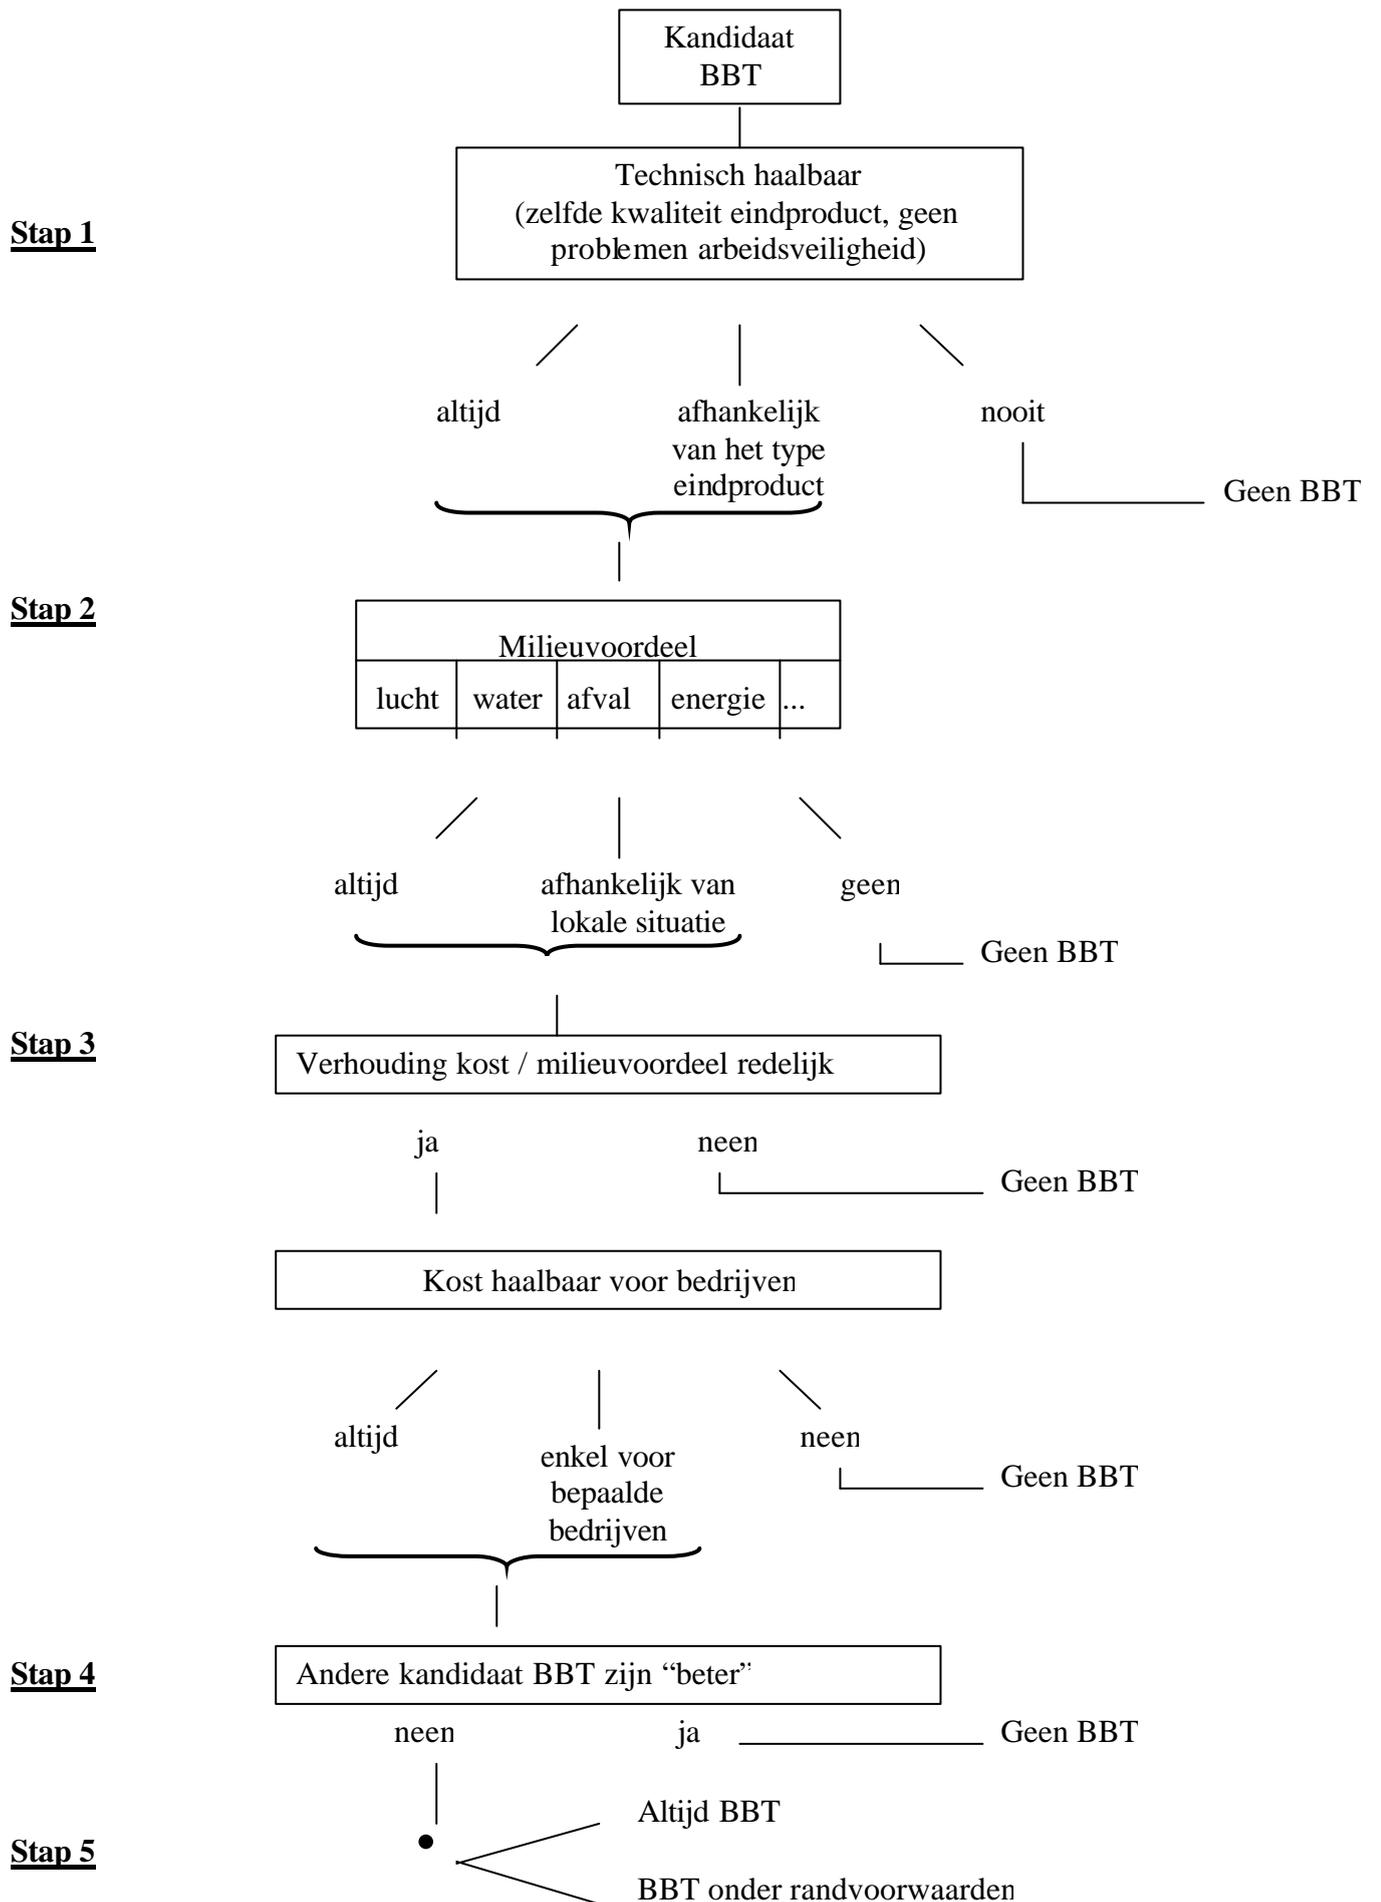 Kandidaat
BBT
Technisch haalbaar
(zelfde kwaliteit eindproduct, geen
problemen arbeidsveiligheid)
Stap 1
altijd
afhankelijk
van het type
eindproduct
nooit
Geen BBT
Stap 2
Milieuvoordeel
lucht water afval energie ...
altijd
afhankelijk van
lokale situatie
geen
Geen BBT
Stap 3
Verhouding kost / milieuvoordeel redelijk
ja neen
Geen BBT
Kost haalbaar voor bedrijven
altijd
enkel voor
bepaalde
bedrijven
neen
Geen BBT
Stap 4
Andere kandidaat BBT zijn “beter”
neen ja Geen BBT
Altijd BBT
Stap 5
BBT onder randvoorwaarden